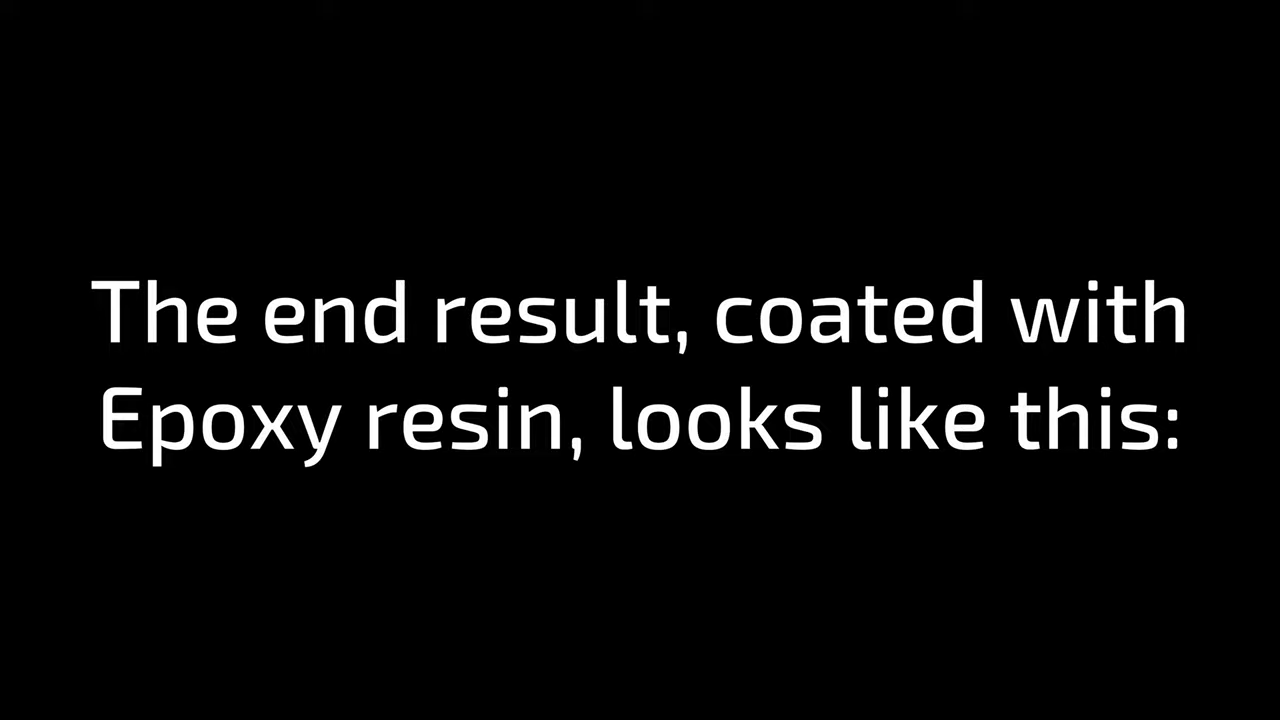 The end result, coated with
Epoxy resin, looks like this: